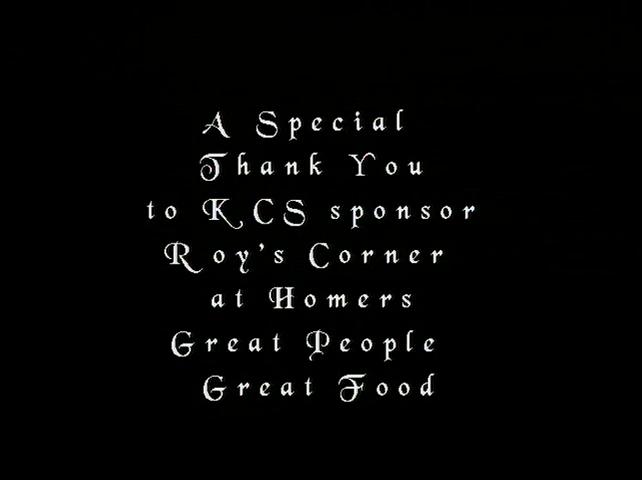 A Special
Thank You
to KCS sponsor
Roy's Corner
at Homers
Great People
Great Food